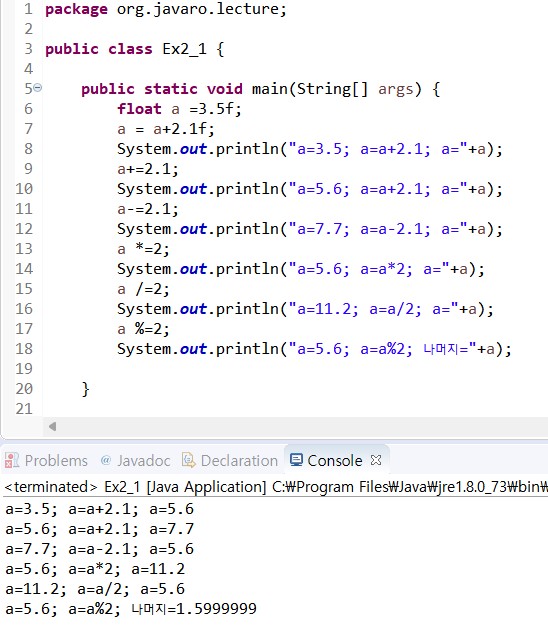 1 package org.javaro.lecture;
2
3 public class Ex2_1 {
4
5 public static void main(String[] args) {
6 float a =3.5f;
7 a = a+2.1f;
8 System.out.println("a=3.5; a=a+2.1; a="+a);
9 a+=2.1;
10 System.out.println("a=5.6; a=a+2.1; a="+a);
11 a-=2.1;
12 System.out.println("a=7.7; a=a-2.1; a="+a);
13 a *=2;
14 System.out.println("a=5.6; a=a*2; a="+a);
15 a /=2;
16 System.out.println("a=11.2; a=a/2; a="+a);
17 a %=2;
18 System.out.println("a=5.6; a=a%2; 나머지="+a);
19
20 }
21
Problems @ Javadoc Declaration Console
<terminated> Ex2_1 [Java Application] C:₩Program Files₩Java₩jre1.8.0_73₩bin₩
a=3.5; a=a+2.1; a=5.6
a=5.6; a=a+2.1; a=7.7
a=7.7; a=a-2.1; a=5.6
a=5.6; a=a*2; a=11.2
a=11.2; a=a/2; a=5.6
a=5.6; a=a%2; 나머지=1.5999999